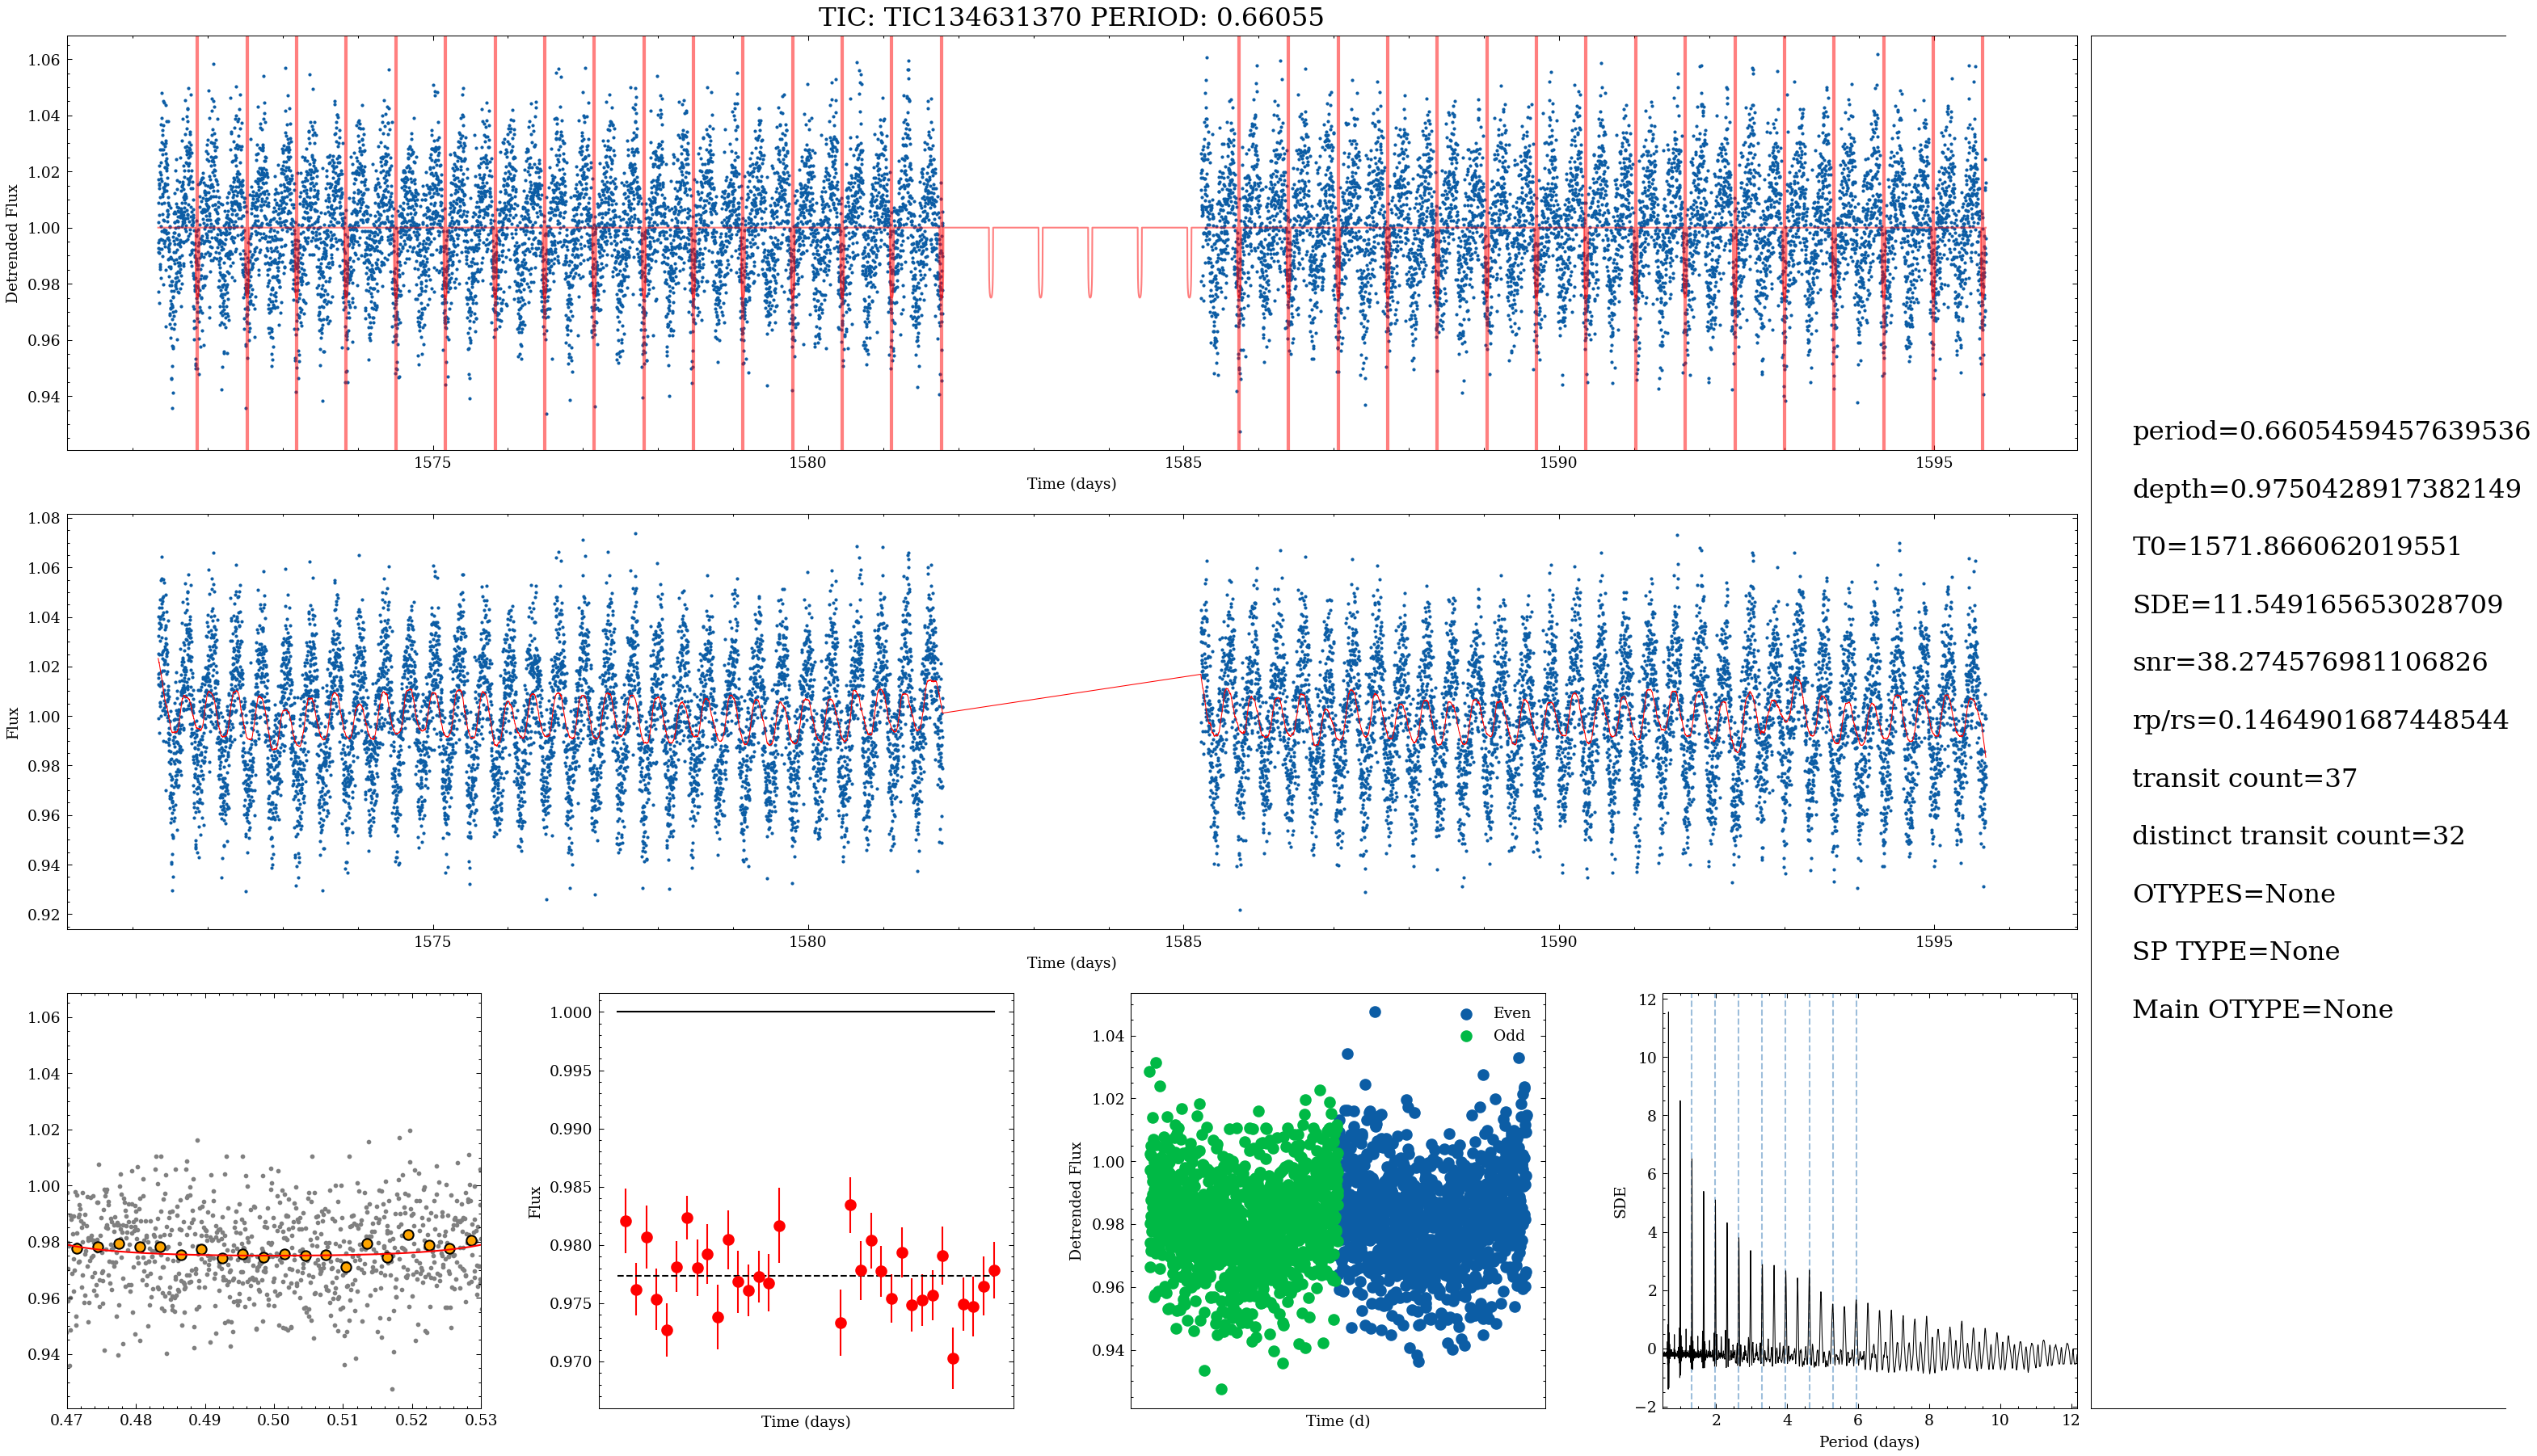 TIC: TIC134631370 PERIOD: 0.66055
1.06
1.04
1.02
1.00
0.98
0.96
0.94
Detrended Flux
1575
1580
1585
1590
1595
Time (days)
1.08
1.06
1.04
1.02
1.00
0.98
0.96
0.94
0.92
Flux
1575
1580
1585
1590
1595
Time (days)
period=0.6605459457639536
depth=0.9750428917382149
T0=1571.866062019551
SDE=11.549165653028709
snr=38.274576981106826
rp/rs=0.1464901687448544
transit count=37
distinct transit count=32
OTYPES=None
SP TYPE=None
Main OTYPE=None
1.06
1.04
1.02
1.00
0.98
0.96
0.94
0.47
0.48
0.49
0.50
0.51
0.52
0.53
1.000
0.995
0.990
0.985
0.980
0.975
0.970
Flux
Time (days)
1.04
1.02
1.00
0.98
0.96
0.94
Detrended Flux
Even
Odd
Time (d)
12
10
8
6
4
2
0
−2
SDE
2
4
6
8
10
12
Period (days)